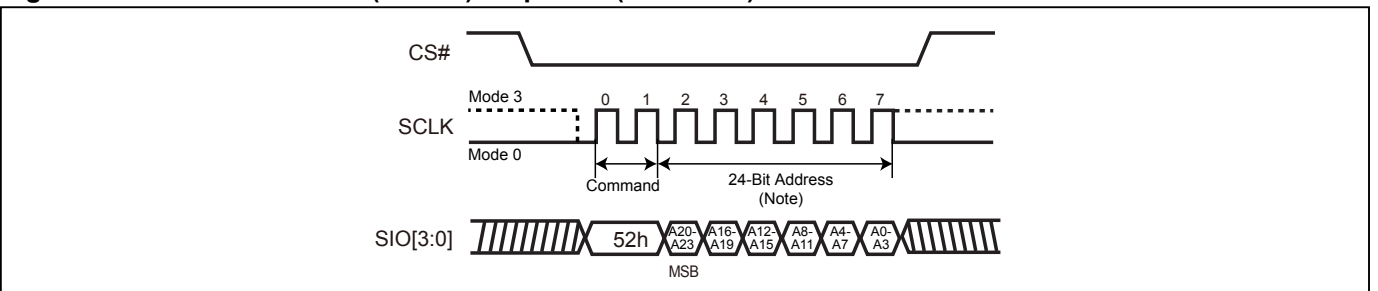 CS#
Mode 3
0 1 2 3 4 5 6 7
SCLK
Mode 0
Command
24-Bit Address
(Note)
SIO[3:0]
52h
A20-
A23
A16-
A19
A12-
A15
A8-
A11
A4-
A7
A0-
A3
MSB